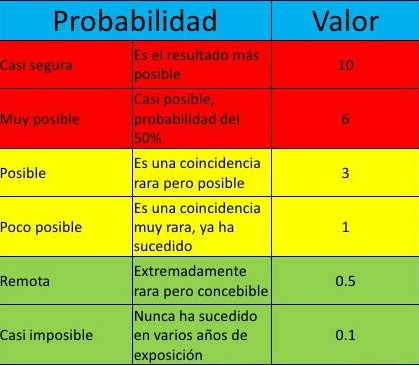 Probabilidad Valor
Casi segura
Es el resultado más
posible
10
Muy posible
Casi posible,
probabilidad del
50%
6
Posible
Es una coincidencia
rara pero posible
3
Poco posible
Es una coincidencia
muy rara, ya ha
sucedido
1
Remota
Extremadamente
rara pero concebible
0.5
Casi imposible
Nunca ha sucedido
en varios años de
exposición
0.1